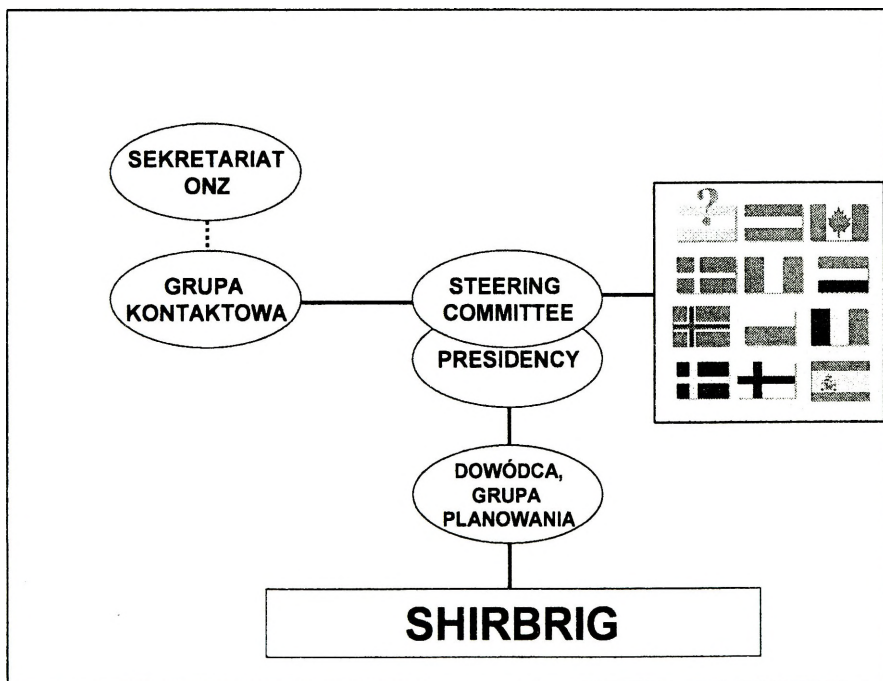 SEKRETARIAT
ONZ
GRUPA
KONTAKTOWA
STEERING
COMMITTEE
PRESIDENCY
DOWÓDCA,
GRUPA
PLANOWANIA
SHIRBRIG
?